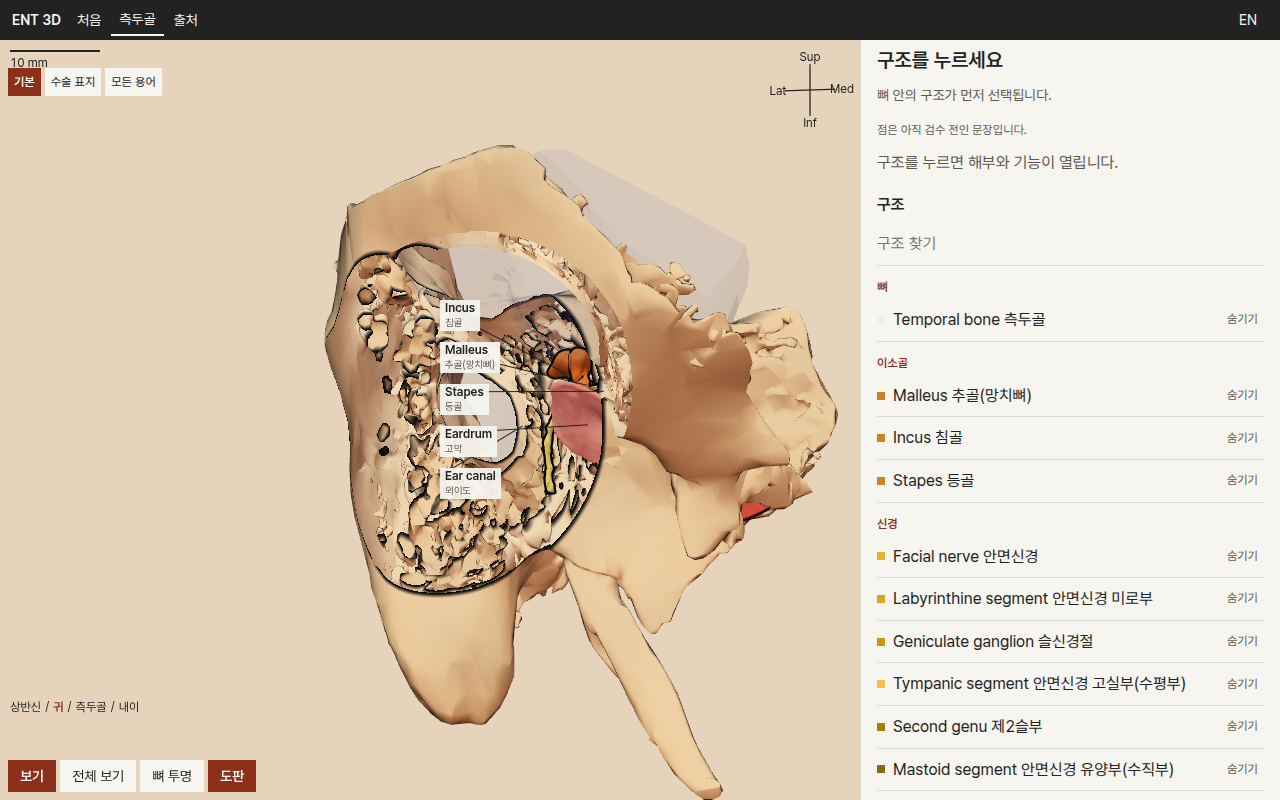 ENT 3D 처음 측두골 출처 EN
10 mm
기본 수술 표지 모든 용어
Sup
Lat Med
Inf
Incus
침골
Malleus
추골(망치뼈)
Stapes
등골
Eardrum
고막
Ear canal
외이도
상반신 / 귀 / 측두골 / 내이
보기 전체 보기 뼈 투명 도판
구조를 누르세요
뼈 안의 구조가 먼저 선택됩니다.
점은 아직 검수 전인 문장입니다.
구조를 누르면 해부와 기능이 열립니다.
구조
구조 찾기
뼈
Temporal bone 측두골 숨기기
이소골
Malleus 추골(망치뼈) 숨기기
Incus 침골 숨기기
Stapes 등골 숨기기
신경
Facial nerve 안면신경 숨기기
Labyrinthine segment 안면신경 미로부 숨기기
Geniculate ganglion 슬신경절 숨기기
Tympanic segment 안면신경 고실부(수평부) 숨기기
Second genu 제2슬부 숨기기
Mastoid segment 안면신경 유양부(수직부) 숨기기